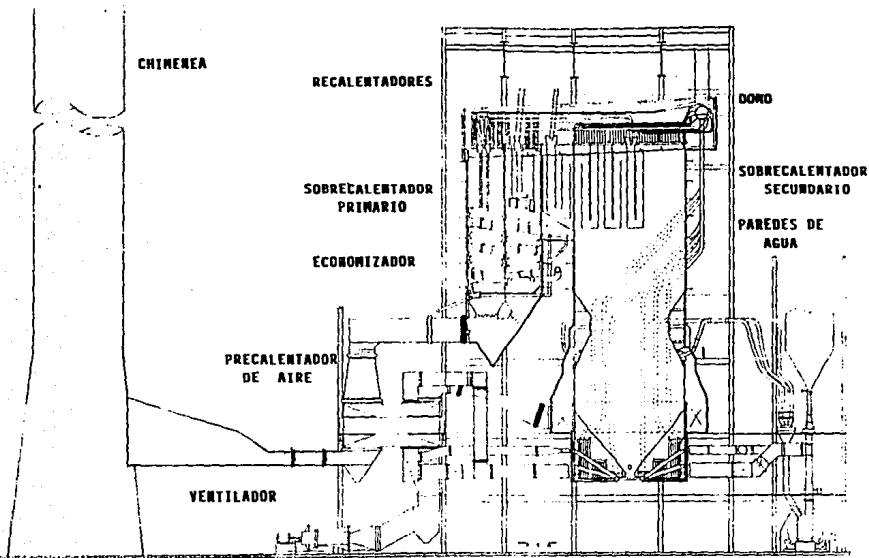 CHIMENEA
RECALENTADORES
DOMO
SOBRECALENTADOR
PRIMARIO
SOBRECALENTADOR
SECUNDARIO
PAREDES DE
AGUA
ECONOMIZADOR
PRECALENTADOR
DE AIRE
VENTILADOR